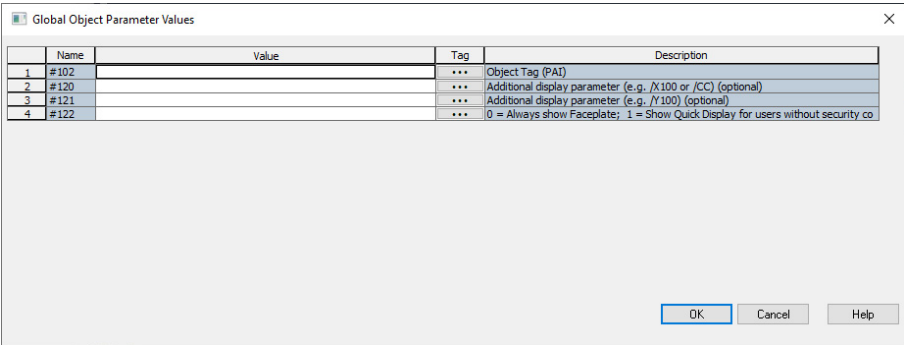 Global Object Parameter Values
Name Value Tag Description
1 #102 ... Object Tag (PAI)
2 #120 ... Additional display parameter (e.g. /X100 or /CC) (optional)
3 #121 ... Additional display parameter (e.g. /Y100) (optional)
4 #122 ... 0 = Always show Faceplate; 1 = Show Quick Display for users without security co
OK Cancel Help